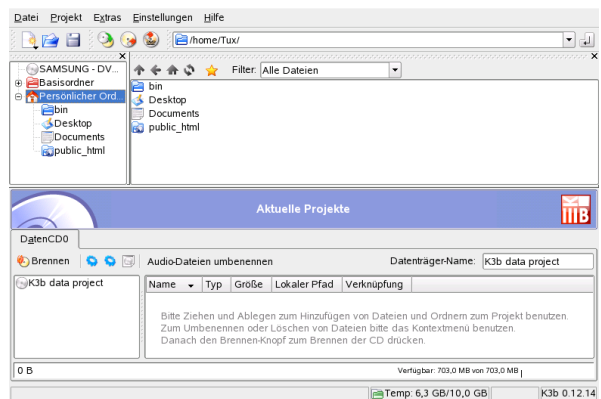 Datei Projekt Extras Einstellungen Hilfe
/home/Tux/
SAMSUNG - DV...
Basisordner
Persönlicher Ord...
bin
Desktop
Documents
public_html
Filter: Alle Dateien
bin
Desktop
Documents
public_html
Aktuelle Projekte
K3B
DatenCD0
Brennen Audio-Dateien umbenennen Datenträger-Name: K3b data project
K3b data project
Name Typ Größe Lokaler Pfad Verknüpfung
Bitte Ziehen und Ablegen zum Hinzufügen von Dateien und Ordnern zum Projekt benutzen.
Zum Umbenennen oder Löschen von Dateien bitte das Kontextmenü benutzen.
Danach den Brennen-Knopf zum Brennen der CD drücken.
0 B Verfügbar: 703,0 MB von 703,0 MB
Temp: 6,3 GB/10,0 GB K3b 0.12.14